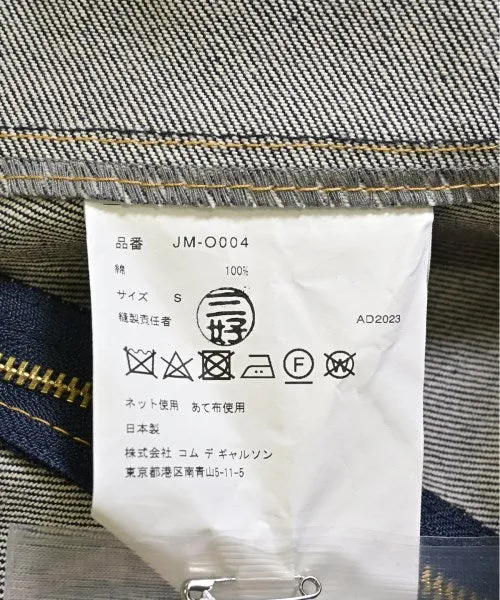 品番 JM-O004
綿 100%
サイズ S
三好
縫製責任者 AD2023
F W
ネット使用 あて布使用
日本製
株式会社 コム デ ギャルソン
東京都港区南青山5-11-5